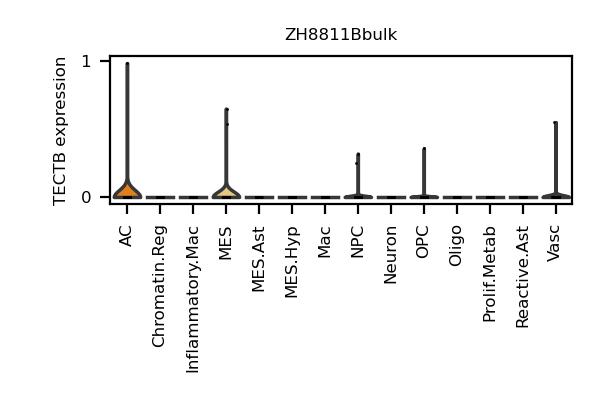 ZH8811Bbulk
TECTB expression
1
0
AC
Chromatin.Reg
Inflammatory.Mac
MES
MES.Ast
MES.Hyp
Mac
NPC
Neuron
OPC
Oligo
Prolif.Metab
Reactive.Ast
Vasc